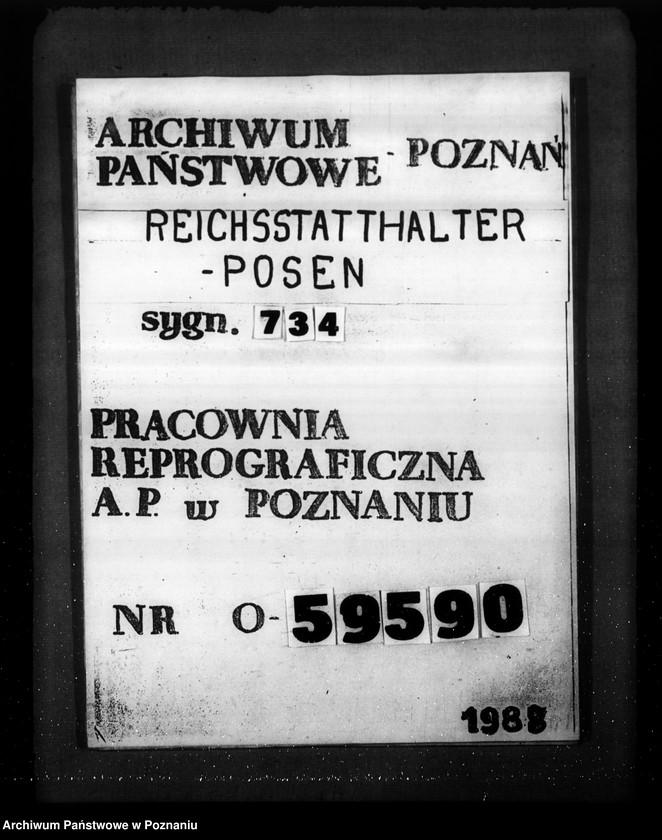 ARCHIWUM
PAŃSTWOWE - POZNAŃ
REICHSSTATTHALTER
-POSEN
sygn. 734
PRACOWNIA
REPROGRAFICZNA
A.P. w POZNANIU
NR O-59590
1988
Archiwum Państwowe w Poznaniu